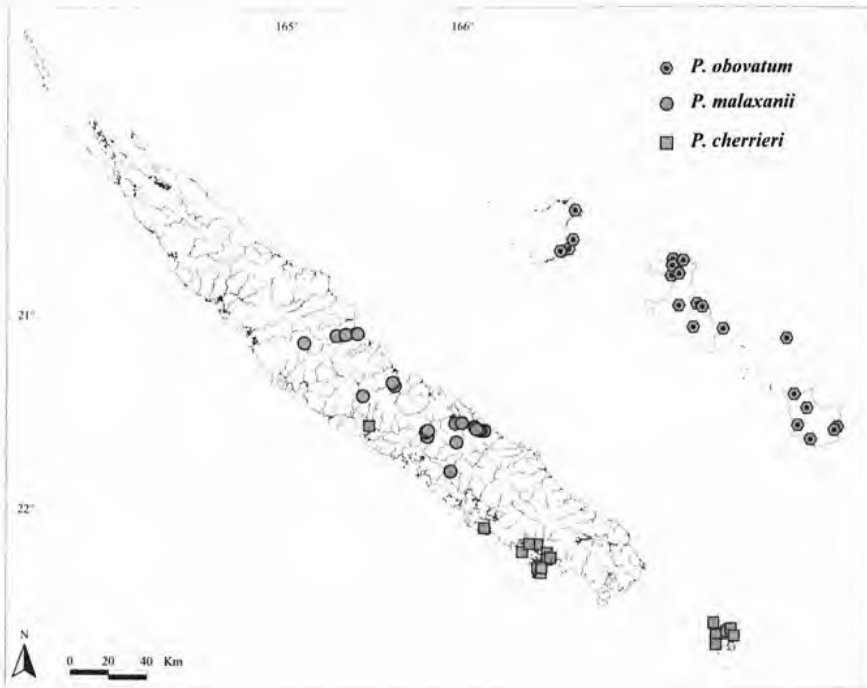 165° 166°
P. obovatum
P. malaxanii
P. cherrieri
21°
22°
N
0 20 40 Km